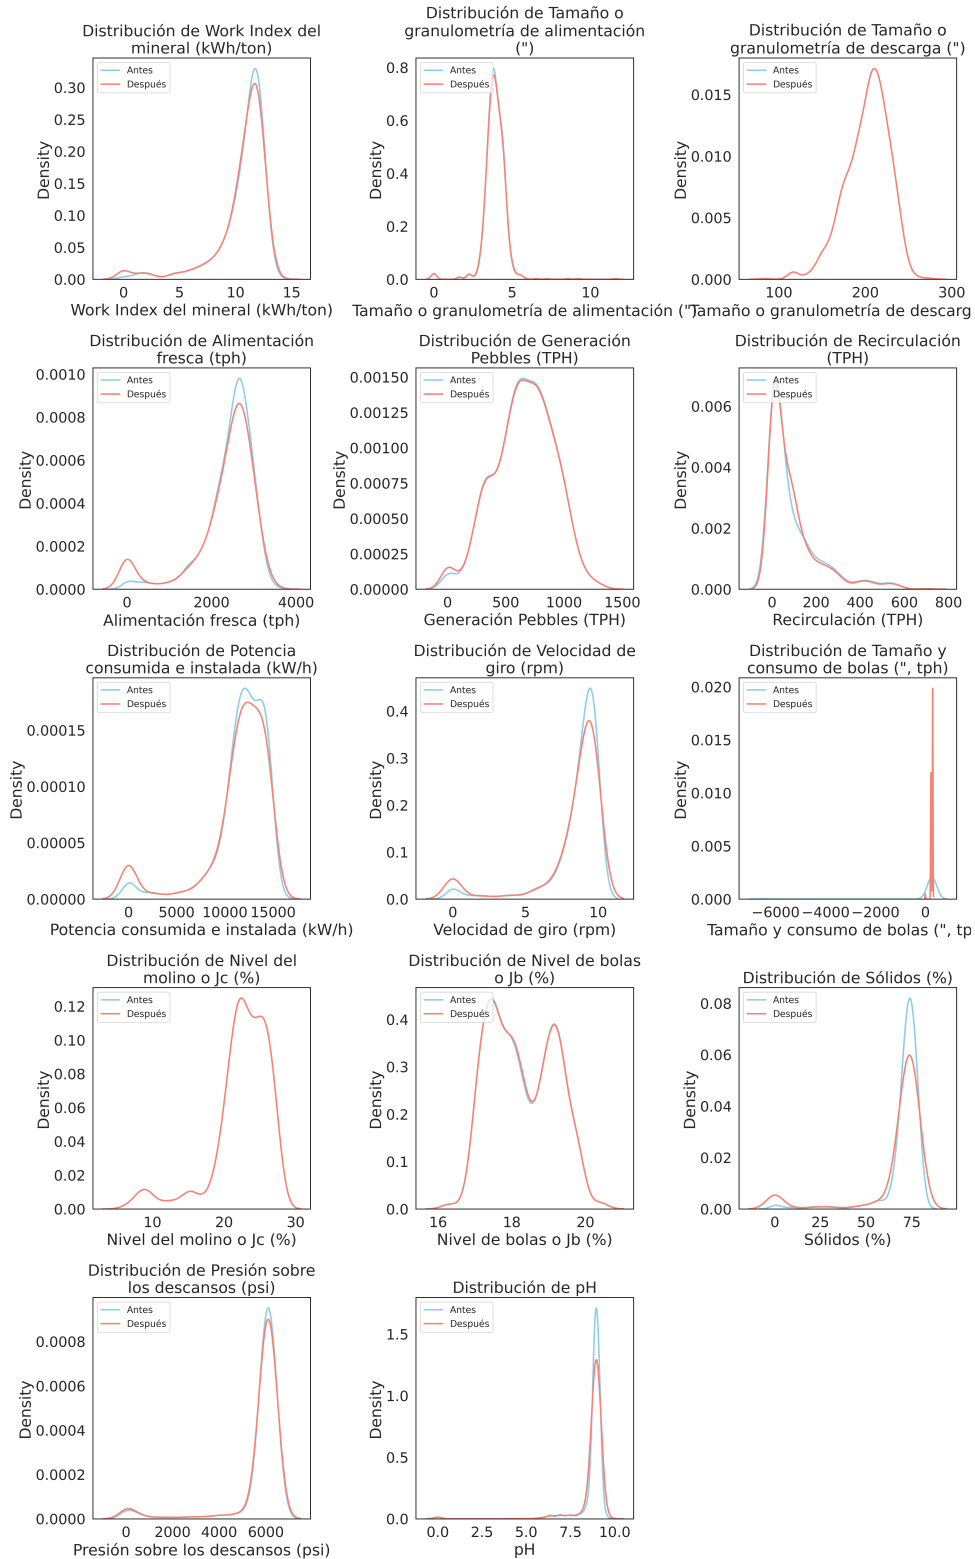 Distribución de Work Index del
mineral (kWh/ton)
Antes
Después
Density
0.30
0.25
0.20
0.15
0.10
0.05
0.00
0 5 10 15
Work Index del mineral (kWh/ton)
Distribución de Tamaño o
granulometría de alimentación
(")
Antes
Después
Density
0.8
0.6
0.4
0.2
0.0
0 5 10
Tamaño o granulometría de alimentación (")
Distribución de Tamaño o
granulometría de descarga (")
Antes
Después
Density
0.015
0.010
0.005
0.000
100 200 300
Tamaño o granulometría de descarg
Distribución de Alimentación
fresca (tph)
Antes
Después
Density
0.0010
0.0008
0.0006
0.0004
0.0002
0.0000
0 2000 4000
Alimentación fresca (tph)
Distribución de Generación
Pebbles (TPH)
Antes
Después
Density
0.00150
0.00125
0.00100
0.00075
0.00050
0.00025
0.00000
0 500 1000 1500
Generación Pebbles (TPH)
Distribución de Recirculación
(TPH)
Antes
Después
Density
0.006
0.004
0.002
0.000
0 200 400 600 800
Recirculación (TPH)
Distribución de Potencia
consumida e instalada (kW/h)
Antes
Después
Density
0.00015
0.00010
0.00005
0.00000
0 5000 10000 15000
Potencia consumida e instalada (kW/h)
Distribución de Velocidad de
giro (rpm)
Antes
Después
Density
0.4
0.3
0.2
0.1
0.0
0 5 10
Velocidad de giro (rpm)
Distribución de Tamaño y
consumo de bolas (", tph)
Antes
Después
Density
0.020
0.015
0.010
0.005
0.000
−6000 −4000 −2000 0
Tamaño y consumo de bolas (", tp
Distribución de Nivel del
molino o Jc (%)
Antes
Después
Density
0.12
0.10
0.08
0.06
0.04
0.02
0.00
10 20 30
Nivel del molino o Jc (%)
Distribución de Nivel de bolas
o Jb (%)
Antes
Después
Density
0.4
0.3
0.2
0.1
0.0
16 18 20
Nivel de bolas o Jb (%)
Distribución de Sólidos (%)
Antes
Después
Density
0.08
0.06
0.04
0.02
0.00
0 25 50 75
Sólidos (%)
Distribución de Presión sobre
los descansos (psi)
Antes
Después
Density
0.0008
0.0006
0.0004
0.0002
0.0000
0 2000 4000 6000
Presión sobre los descansos (psi)
Distribución de pH
Antes
Después
Density
1.5
1.0
0.5
0.0
0.0 2.5 5.0 7.5 10.0
pH